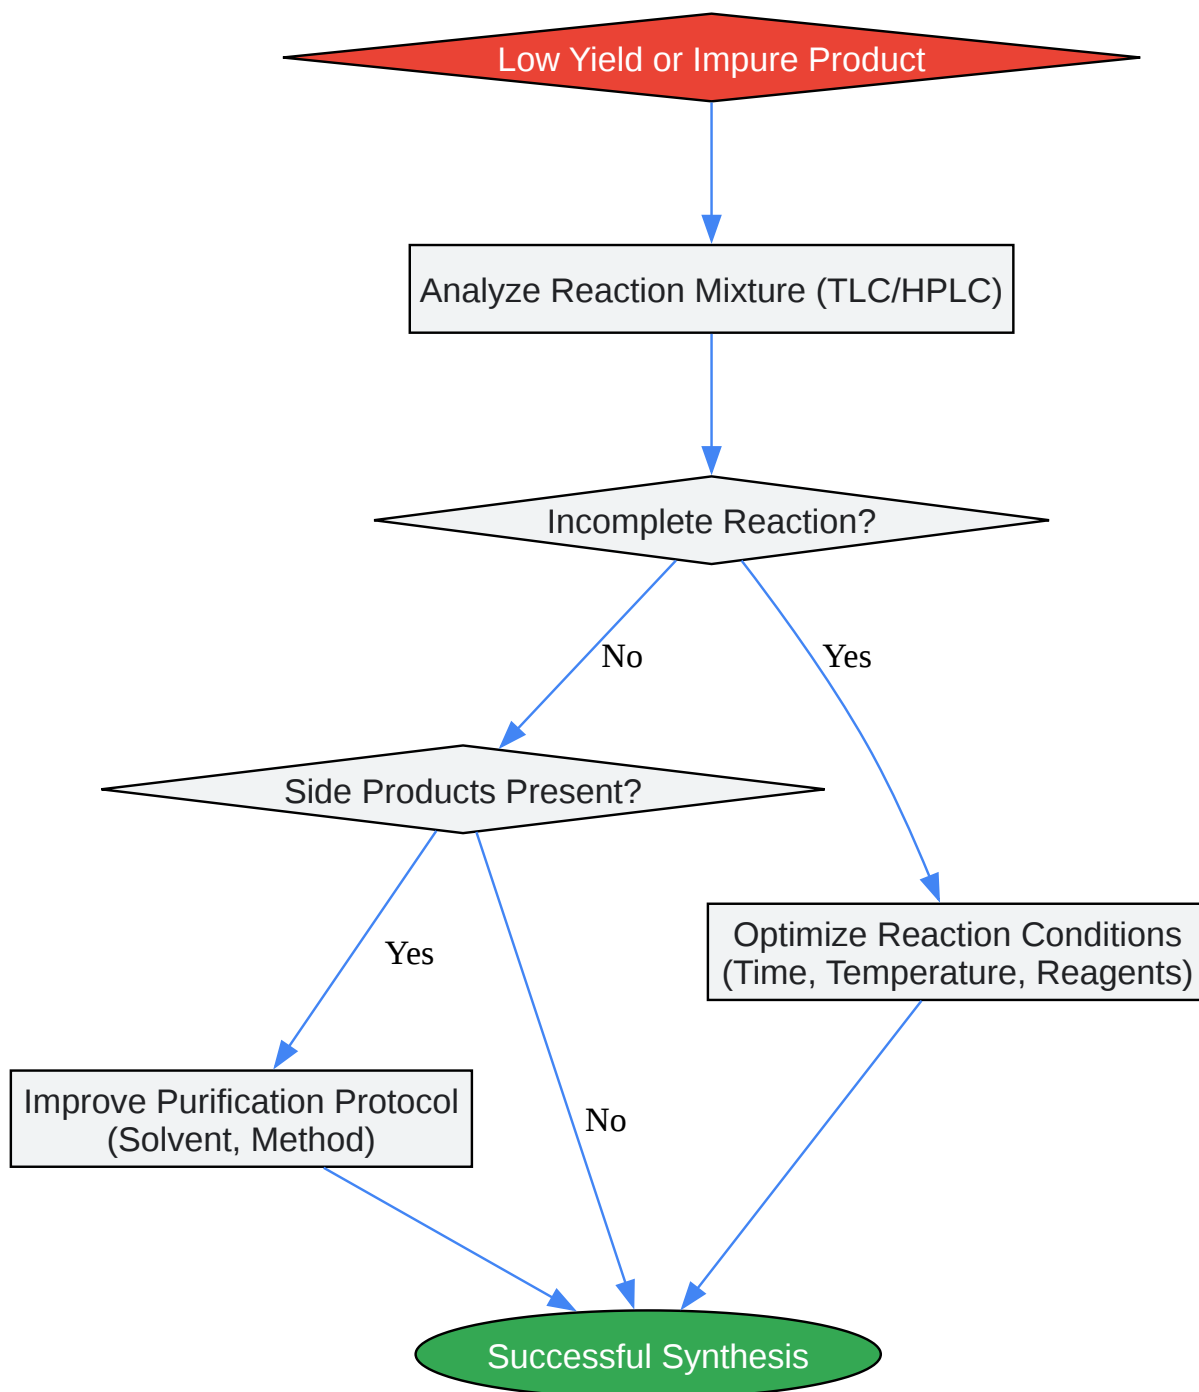 Low Yield or Impure Product
Analyze Reaction Mixture (TLC/HPLC)
Incomplete Reaction?
No
Yes
Side Products Present?
Optimize Reaction Conditions
(Time, Temperature, Reagents)
Yes
Improve Purification Protocol
(Solvent, Method)
No
Successful Synthesis